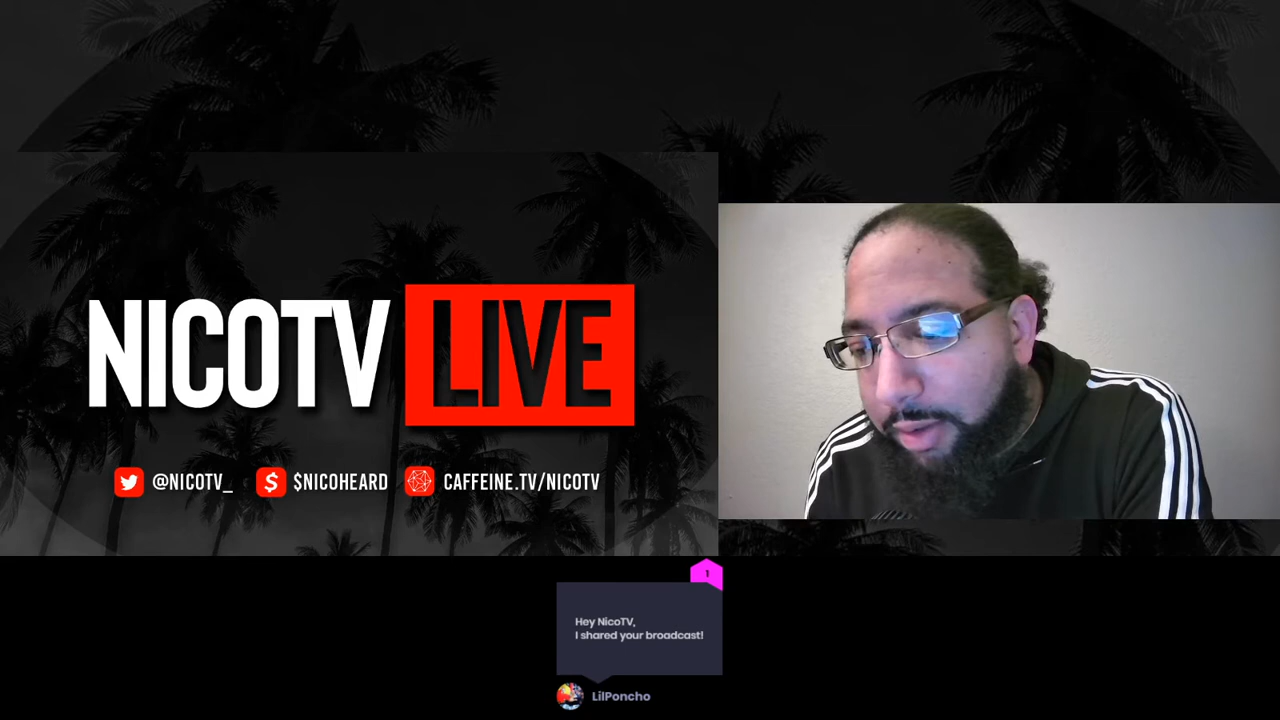 NICOTV LIVE
@NICOTV_ $NICOHEARD CAFFEINE.TV/NICOTV
1
Hey NicoTV,
I shared your broadcast!
LilPoncho